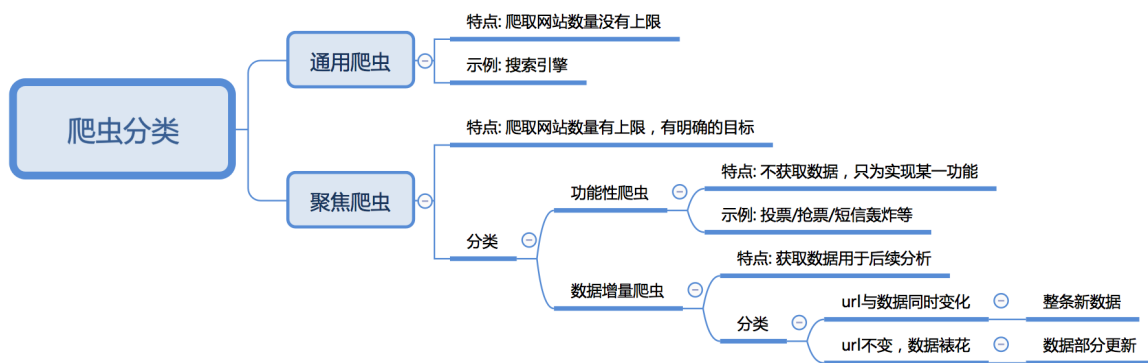 爬虫分类
通用爬虫
特点: 爬取网站数量没有上限
示例: 搜索引擎
聚焦爬虫
特点: 爬取网站数量有上限，有明确的目标
分类
功能性爬虫
特点: 不获取数据，只为实现某一功能
示例: 投票/抢票/短信轰炸等
数据增量爬虫
特点: 获取数据用于后续分析
分类
url与数据同时变化
整条新数据
url不变，数据裱花
数据部分更新